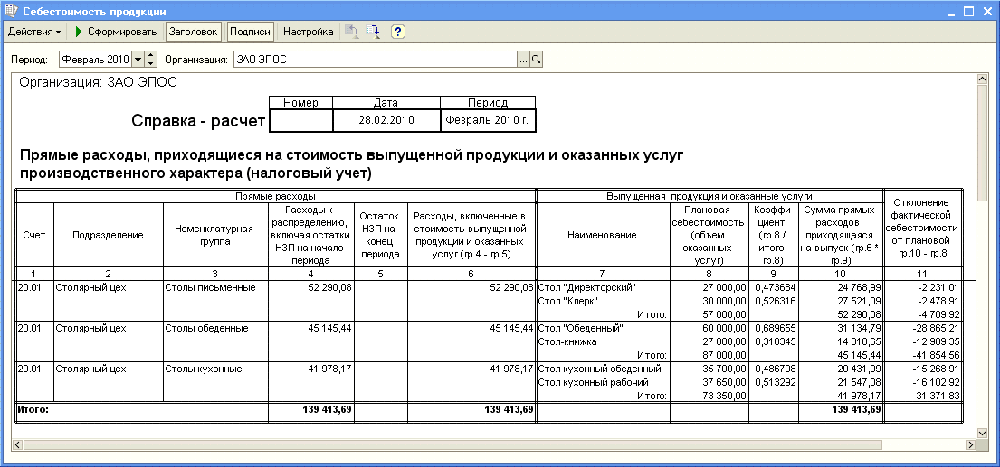 Себестоимость продукции
Действия Сформировать Заголовок Подписи Настройка ?
Период: Февраль 2010 Организация: ЗАО ЭПОС ...
Организация: ЗАО ЭПОС
Номер Дата Период
Справка - расчет 28.02.2010 Февраль 2010 г.
Прямые расходы, приходящиеся на стоимость выпущенной продукции и оказанных услуг
производственного характера (налоговый учет)
Прямые расходы Выпущенная продукция и оказанные услуги
Счет
Подразделение
Номенклатурная
группа
Расходы к
распределению,
включая остатки
НЗП на начало
периода
Остаток
НЗП на
конец
периода
Расходы, включенные в
стоимость выпущенной
продукции и оказанных
услуг (гр.4 - гр.5)
Наименование
Плановая
себестоимость
(объем
оказанных
услуг)
Коэффи
циент
(гр.8 /
итого
гр.8)
Сумма прямых
расходов,
приходящаяся
на выпуск (гр.6 *
гр.9)
Отклонение
фактической
себестоимости
от плановой
гр.10 - гр.8
1 2 3 4 5 6 7 8 9 10 11
20.01 Столярный цех Столы письменные 52 290,08 52 290,08 Стол "Директорский" 27 000,00 0,473684 24 768,99 -2 231,01
Стол "Клерк" 30 000,00 0,526316 27 521,09 -2 478,91
Итого: 57 000,00 52 290,08 -4 709,92
20.01 Столярный цех Столы обеденные 45 145,44 45 145,44 Стол "Обеденный" 60 000,00 0,689655 31 134,79 -28 865,21
Стол-книжка 27 000,00 0,310345 14 010,65 -12 989,35
Итого: 87 000,00 45 145,44 -41 854,56
20.01 Столярный цех Столы кухонные 41 978,17 41 978,17 Стол кухонный обеденный 35 700,00 0,486708 20 431,09 -15 268,91
Стол кухонный рабочий 37 650,00 0,513292 21 547,08 -16 102,92
Итого: 73 350,00 41 978,17 -31 371,83
Итого: 139 413,69 139 413,69 139 413,69